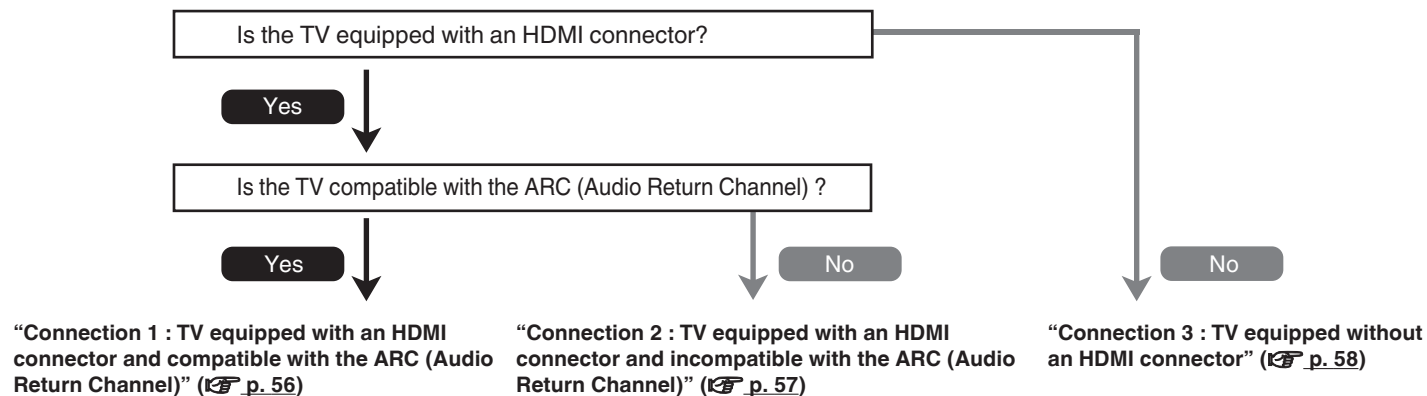 Is the TV equipped with an HDMI connector?
Yes
Is the TV compatible with the ARC (Audio Return Channel) ?
Yes
No
No
“Connection 1 : TV equipped with an HDMI
connector and compatible with the ARC (Audio
Return Channel)” (☞ p. 56)
“Connection 2 : TV equipped with an HDMI
connector and incompatible with the ARC (Audio
Return Channel)” (☞ p. 57)
“Connection 3 : TV equipped without
an HDMI connector” (☞ p. 58)